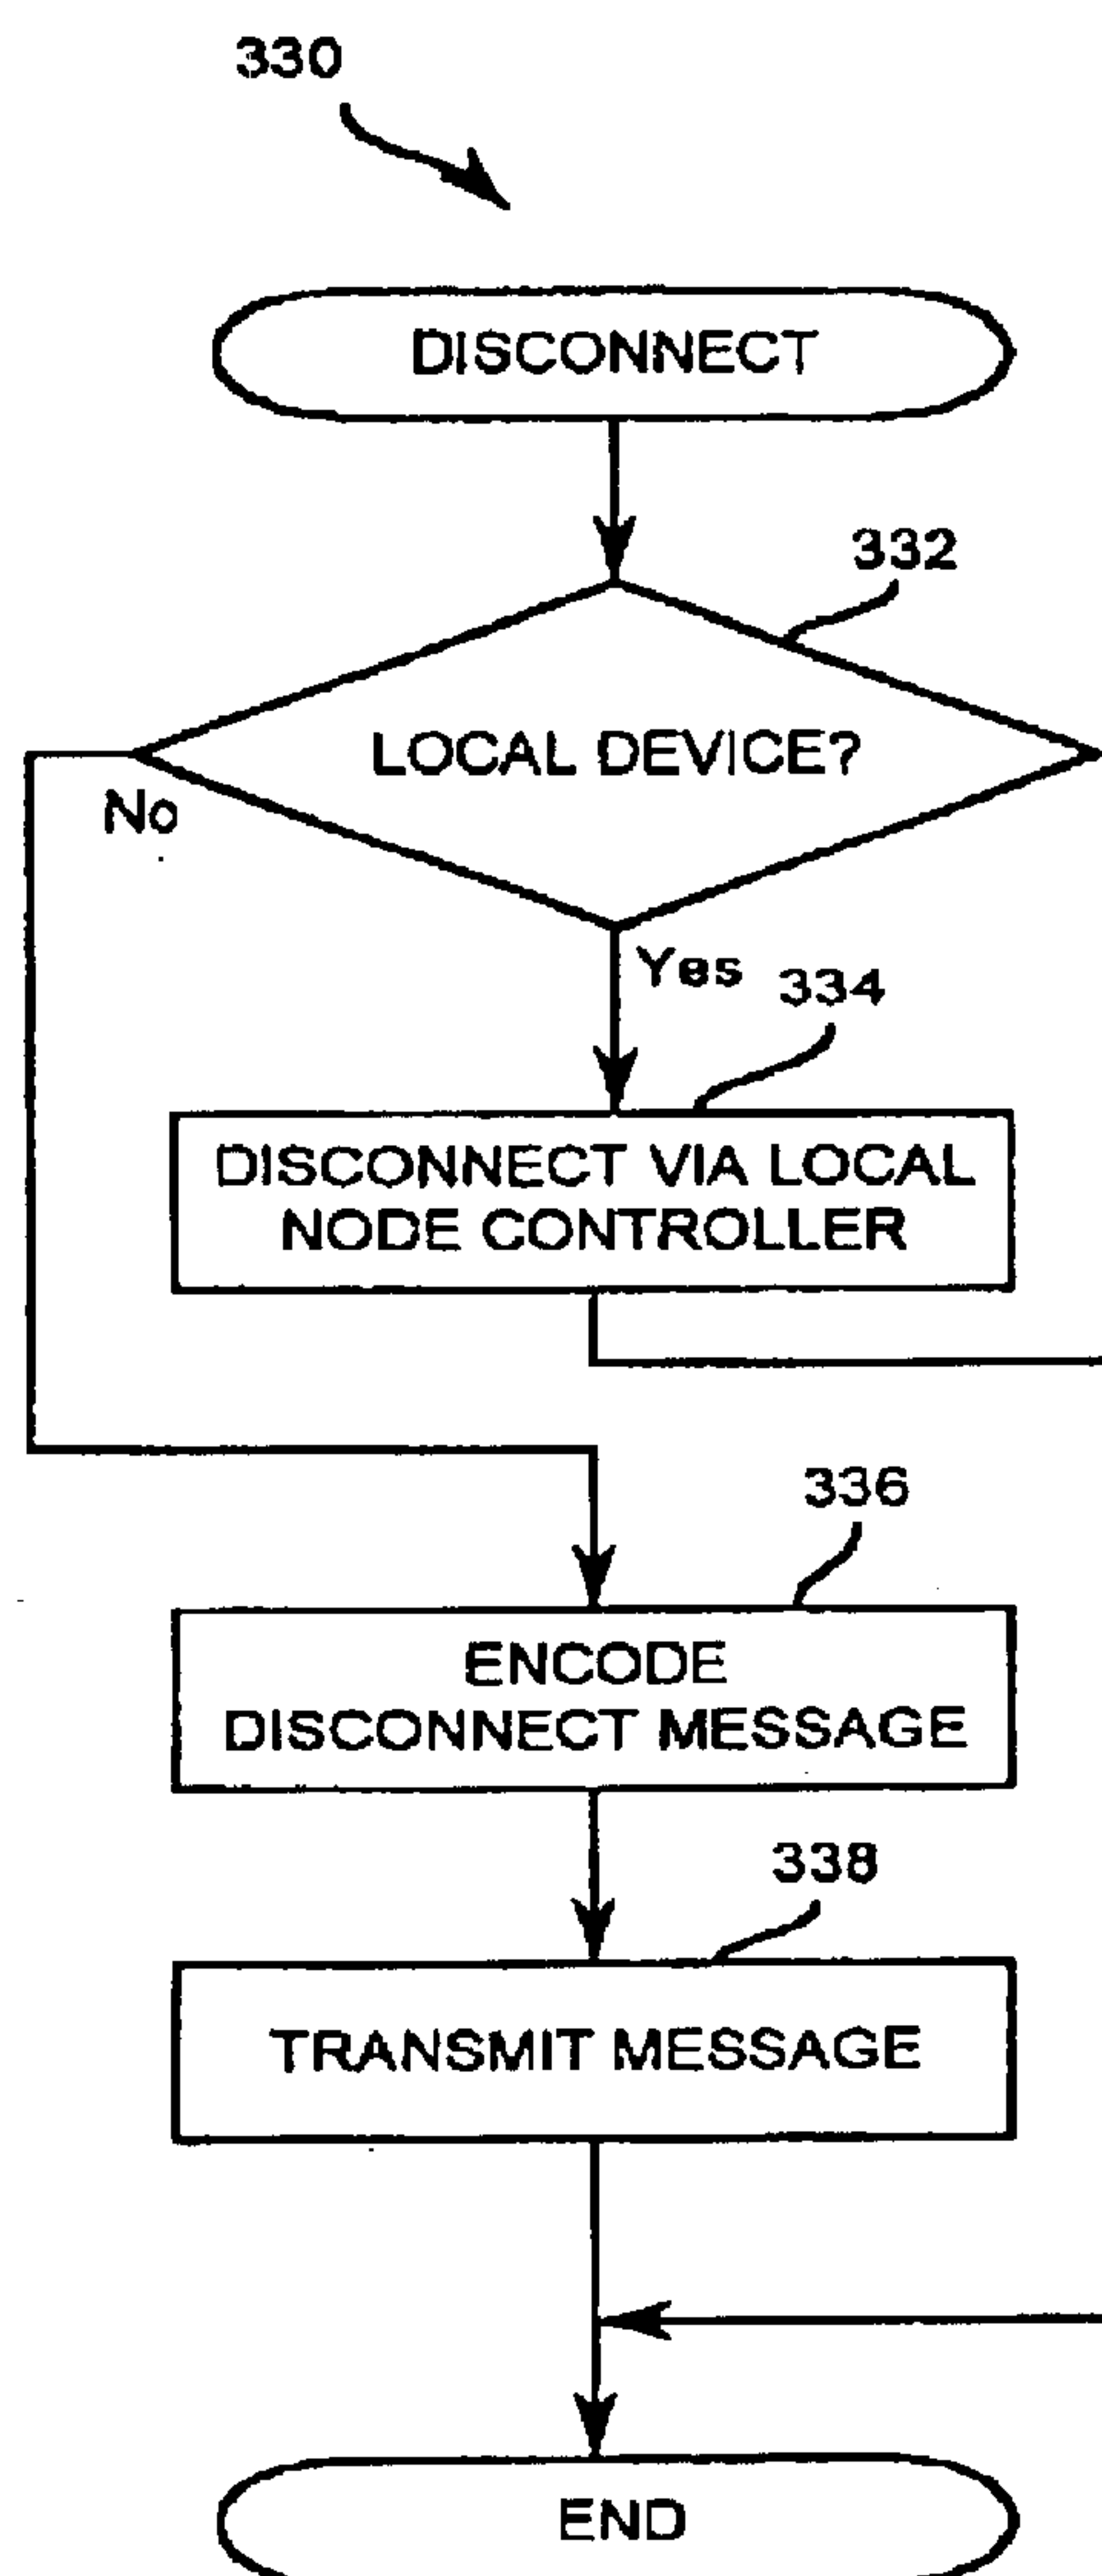 330
DISCONNECT
332
LOCAL DEVICE?
No
Yes
334
DISCONNECT VIA LOCAL
NODE CONTROLLER
336
ENCODE
DISCONNECT MESSAGE
338
TRANSMIT MESSAGE
END